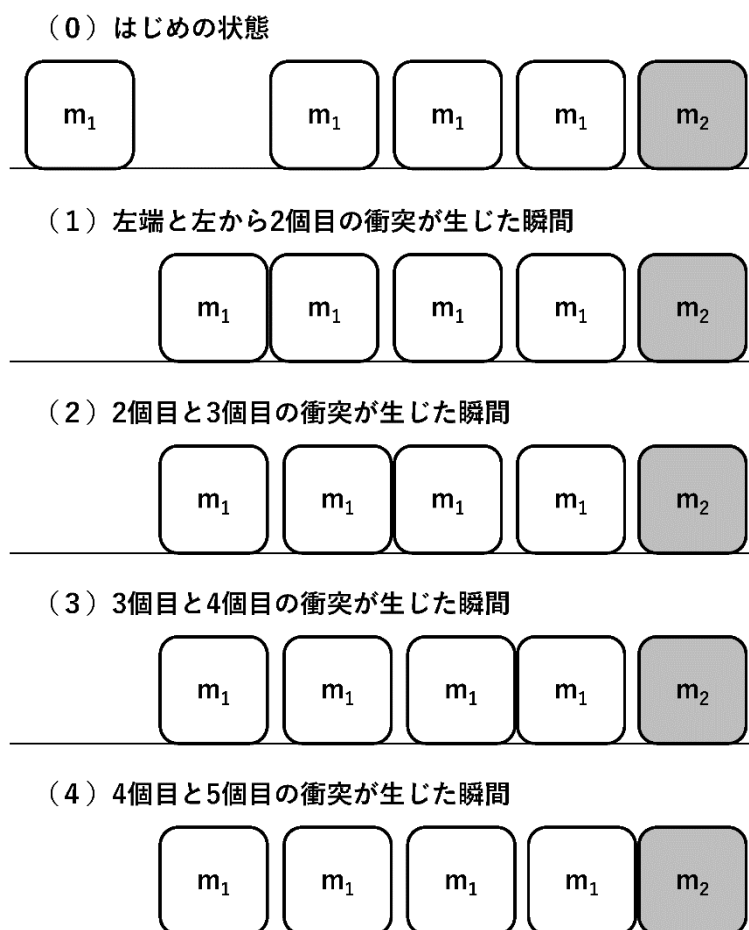 （0）はじめの状態
m₁ m₁ m₁ m₁ m₂
（1）左端と左から2個目の衝突が生じた瞬間
m₁ m₁ m₁ m₁ m₂
（2）2個目と3個目の衝突が生じた瞬間
m₁ m₁ m₁ m₁ m₂
（3）3個目と4個目の衝突が生じた瞬間
m₁ m₁ m₁ m₁ m₂
（4）4個目と5個目の衝突が生じた瞬間
m₁ m₁ m₁ m₁ m₂